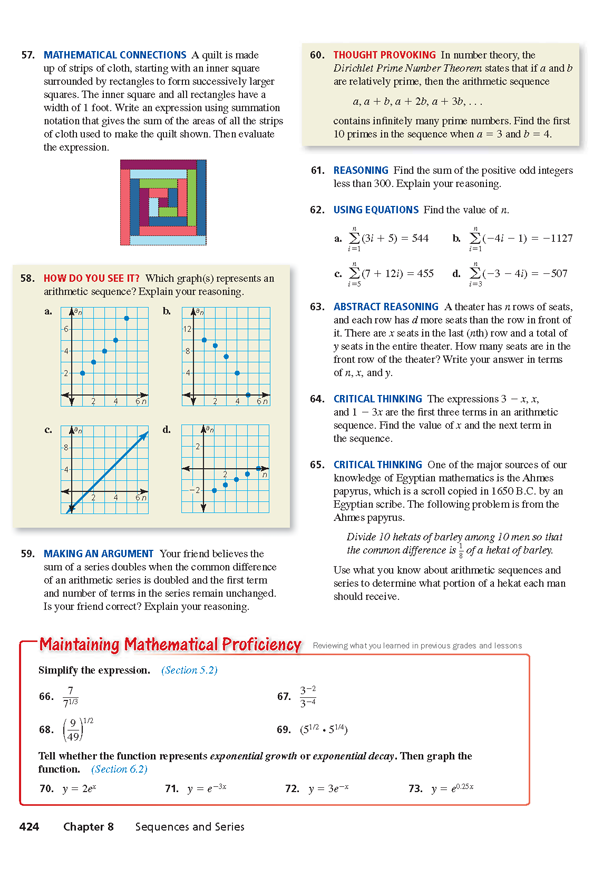 57. MATHEMATICAL CONNECTIONS A quilt is made
up of strips of cloth, starting with an inner square
surrounded by rectangles to form successively larger
squares. The inner square and all rectangles have a
width of 1 foot. Write an expression using summation
notation that gives the sum of the areas of all the strips
of cloth used to make the quilt shown. Then evaluate
the expression.
58. HOW DO YOU SEE IT? Which graph(s) represents an
arithmetic sequence? Explain your reasoning.
a. aₙ
6
4
2
2 4 6 n
b. aₙ
12
8
4
2 4 6 n
c. aₙ
8
4
2 4 6 n
d. aₙ
2
2 n
−2
59. MAKING AN ARGUMENT Your friend believes the
sum of a series doubles when the common difference
of an arithmetic series is doubled and the first term
and number of terms in the series remain unchanged.
Is your friend correct? Explain your reasoning.
60. THOUGHT PROVOKING In number theory, the
Dirichlet Prime Number Theorem states that if a and b
are relatively prime, then the arithmetic sequence
a, a + b, a + 2b, a + 3b, . . .
contains infinitely many prime numbers. Find the first
10 primes in the sequence when a = 3 and b = 4.
61. REASONING Find the sum of the positive odd integers
less than 300. Explain your reasoning.
62. USING EQUATIONS Find the value of n.
a. n∑i=1 (3i + 5) = 544 b. n∑i=1 (−4i − 1) = −1127
c. n∑i=5 (7 + 12i) = 455 d. n∑i=3 (−3 − 4i) = −507
63. ABSTRACT REASONING A theater has n rows of seats,
and each row has d more seats than the row in front of
it. There are x seats in the last (nth) row and a total of
y seats in the entire theater. How many seats are in the
front row of the theater? Write your answer in terms
of n, x, and y.
64. CRITICAL THINKING The expressions 3 − x, x,
and 1 − 3x are the first three terms in an arithmetic
sequence. Find the value of x and the next term in
the sequence.
65. CRITICAL THINKING One of the major sources of our
knowledge of Egyptian mathematics is the Ahmes
papyrus, which is a scroll copied in 1650 B.C. by an
Egyptian scribe. The following problem is from the
Ahmes papyrus.
Divide 10 hekats of barley among 10 men so that
the common difference is 1/8 of a hekat of barley.
Use what you know about arithmetic sequences and
series to determine what portion of a hekat each man
should receive.
Maintaining Mathematical Proficiency Reviewing what you learned in previous grades and lessons
Simplify the expression. (Section 5.2)
66. 7/7^1/3 67. 3^−2/3^−4
68. (9/49)^1/2 69. (5^1/2 • 5^1/4)
Tell whether the function represents exponential growth or exponential decay. Then graph the
function. (Section 6.2)
70. y = 2eˣ 71. y = e^−3x 72. y = 3e^−x 73. y = e^0.25x
424 Chapter 8 Sequences and Series